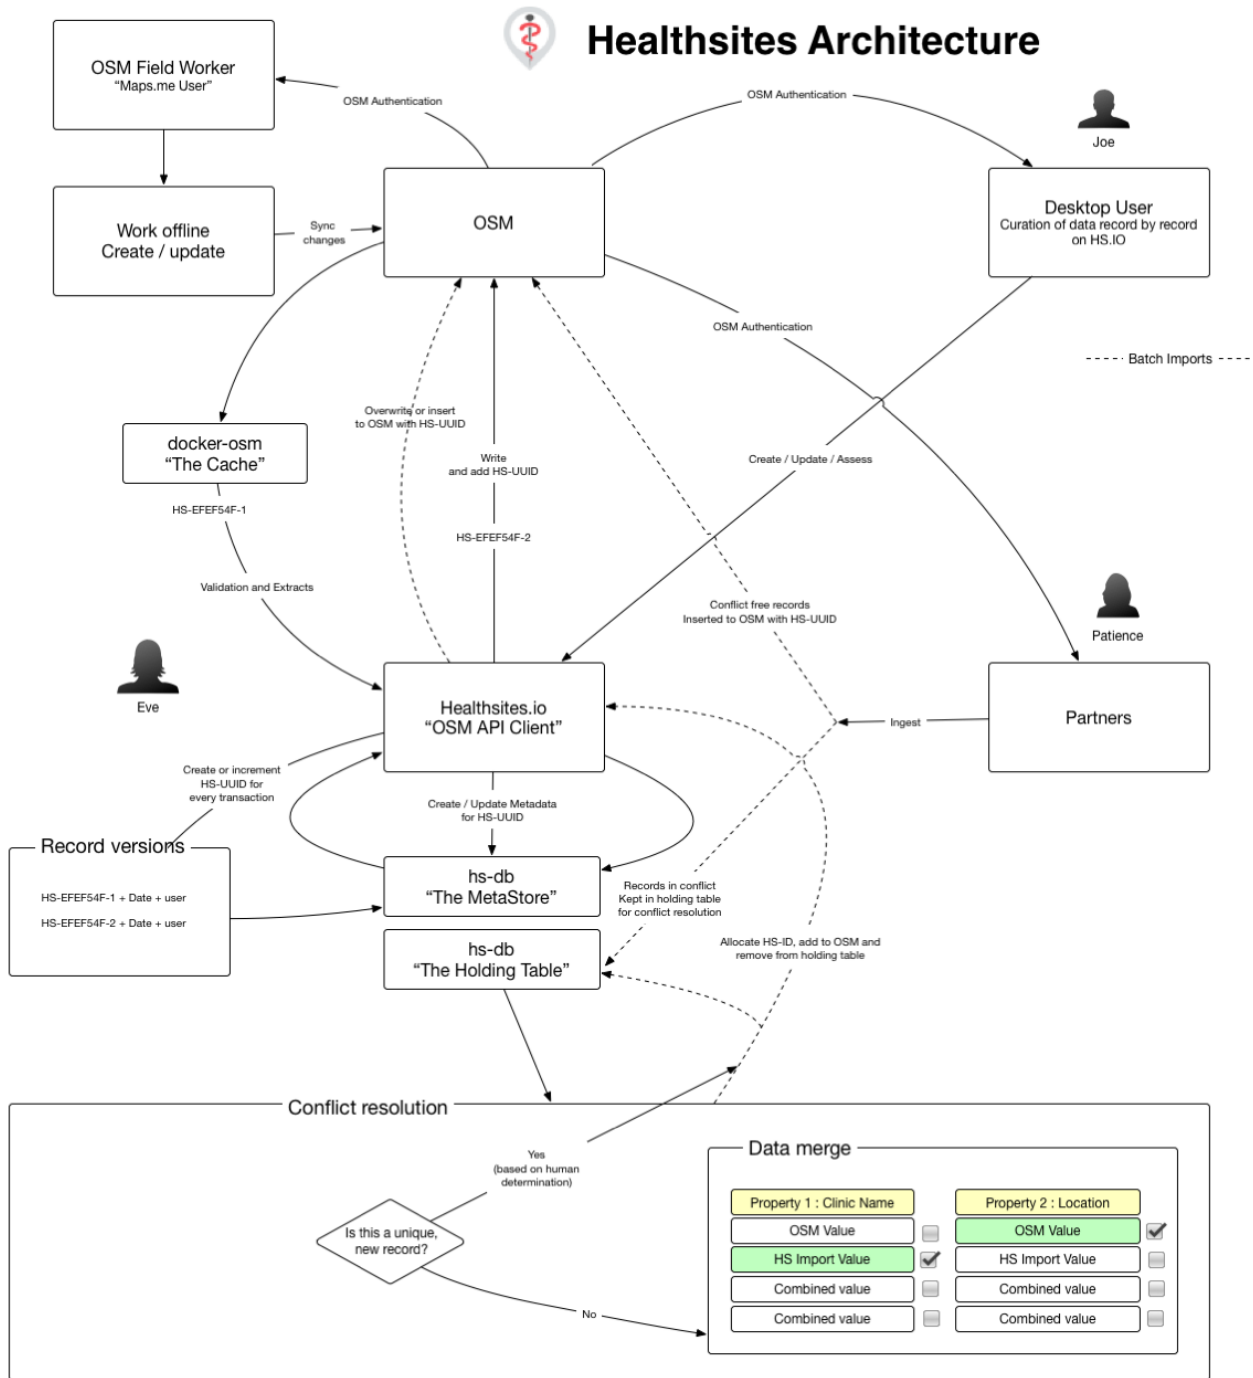 Healthsites Architecture
OSM Field Worker
“Maps.me User”
OSM Authentication
OSM Authentication
Joe
Work offline
Create / update
Sync
changes
OSM
Desktop User
Curation of data record by record
on HS.IO
OSM Authentication
Batch Imports
Overwrite or insert
to OSM with HS-UUID
docker-osm
“The Cache”
Write
and add HS-UUID
Create / Update / Assess
HS-EFEF54F-1
HS-EFEF54F-2
Validation and Extracts
Conflict free records
Inserted to OSM with HS-UUID
Patience
Eve
Healthsites.io
“OSM API Client”
Ingest
Partners
Create or increment
HS-UUID for
every transaction
Create / Update Metadata
for HS-UUID
Record versions
HS-EFEF54F-1 + Date + user
HS-EFEF54F-2 + Date + user
hs-db
“The MetaStore”
Records in conflict
Kept in holding table
for conflict resolution
hs-db
“The Holding Table”
Allocate HS-ID, add to OSM and
remove from holding table
Conflict resolution
Yes
(based on human
determination)
Is this a unique,
new record?
No
Data merge
Property 1 : Clinic Name
OSM Value
HS Import Value
Combined value
Combined value
Property 2 : Location
OSM Value
HS Import Value
Combined value
Combined value